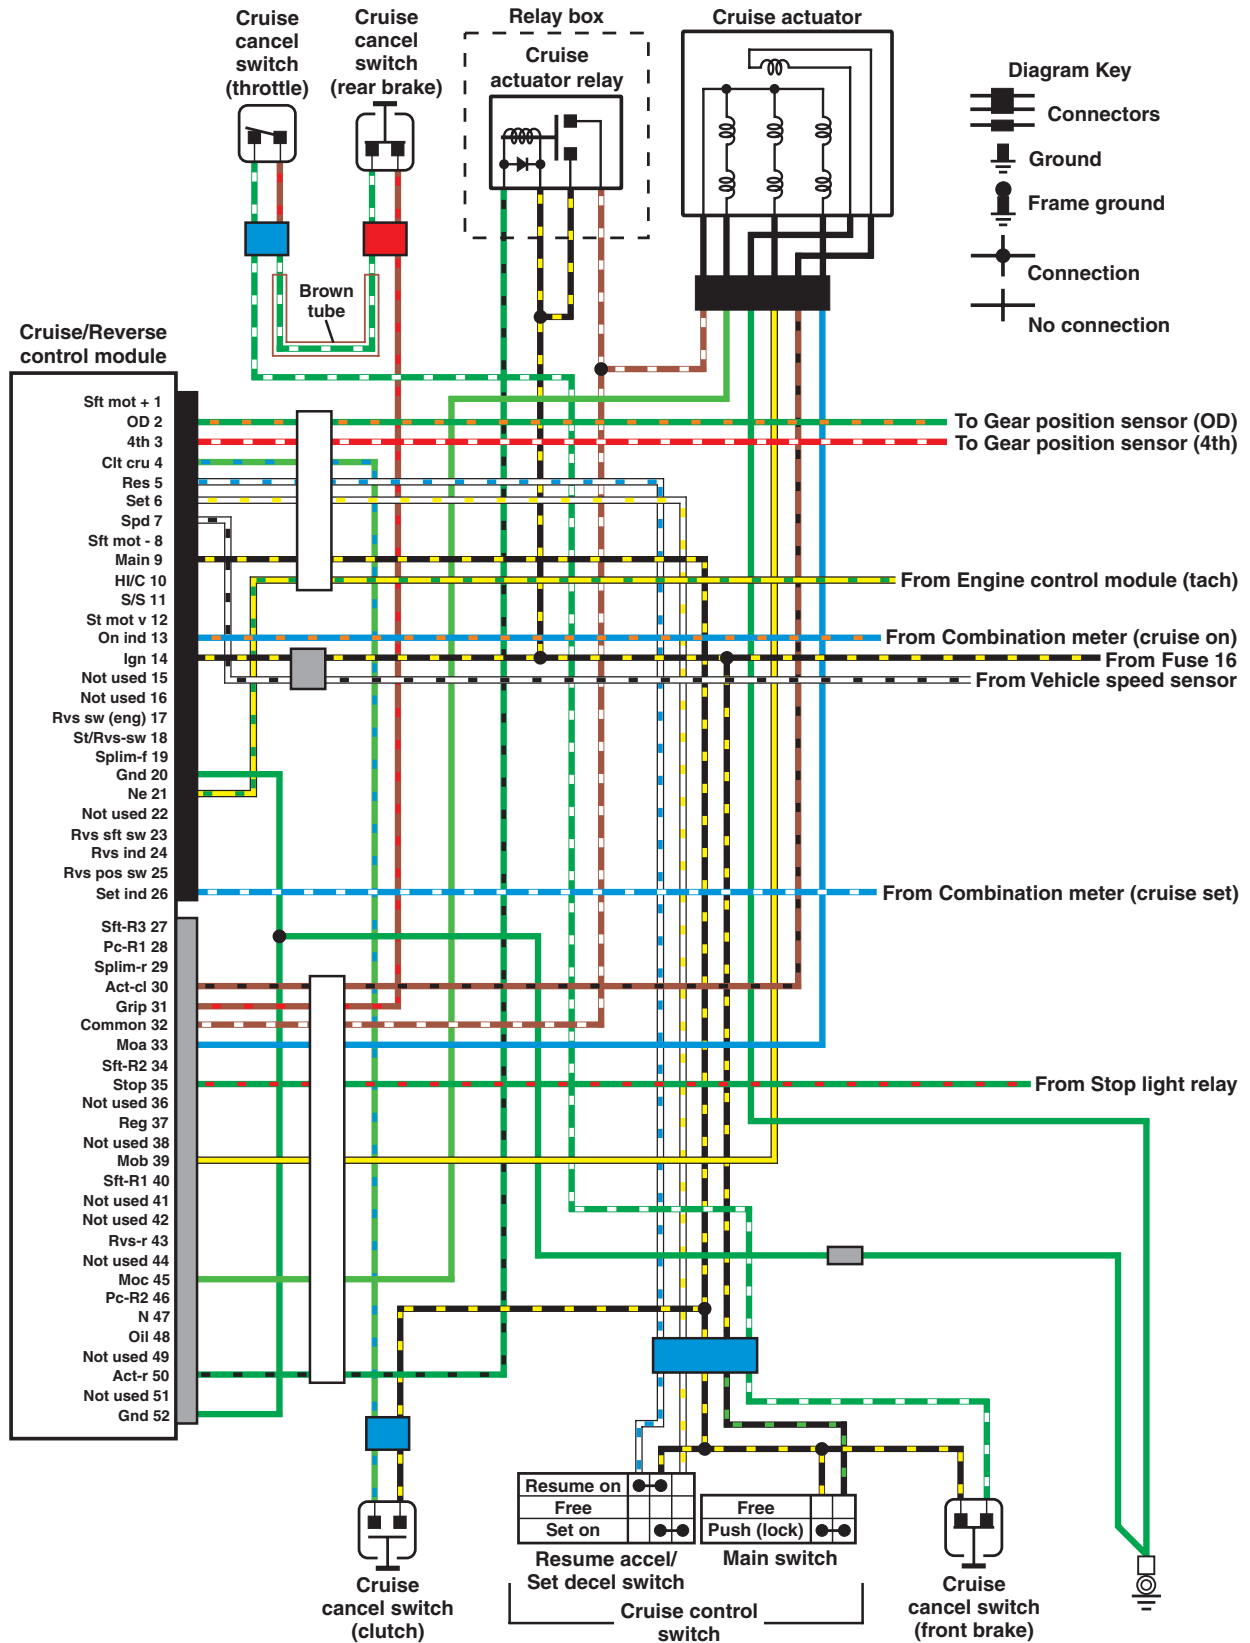 Cruise
cancel
switch
(throttle)
Cruise
cancel
switch
(rear brake)
Relay box
Cruise
actuator relay
Cruise actuator
Diagram Key
Connectors
Ground
Frame ground
Connection
No connection
Brown
tube
Cruise/Reverse
control module
Sft mot + 1
OD 2
4th 3
Clt cru 4
Res 5
Set 6
Spd 7
Sft mot - 8
Main 9
HI/C 10
S/S 11
St mot v 12
On ind 13
Ign 14
Not used 15
Not used 16
Rvs sw (eng) 17
St/Rvs-sw 18
Splim-f 19
Gnd 20
Ne 21
Not used 22
Rvs sft sw 23
Rvs ind 24
Rvs pos sw 25
Set ind 26
Sft-R3 27
Pc-R1 28
Splim-r 29
Act-cl 30
Grip 31
Common 32
Moa 33
Sft-R2 34
Stop 35
Not used 36
Reg 37
Not used 38
Mob 39
Sft-R1 40
Not used 41
Not used 42
Rvs-r 43
Not used 44
Moc 45
Pc-R2 46
N 47
Oil 48
Not used 49
Act-r 50
Not used 51
Gnd 52
To Gear position sensor (OD)
To Gear position sensor (4th)
From Engine control module (tach)
From Combination meter (cruise on)
From Fuse 16
From Vehicle speed sensor
From Combination meter (cruise set)
From Stop light relay
Cruise
cancel switch
(clutch)
Resume on
Free
Set on
Resume accel/
Set decel switch
Free
Push (lock)
Main switch
Cruise control
switch
Cruise
cancel switch
(front brake)